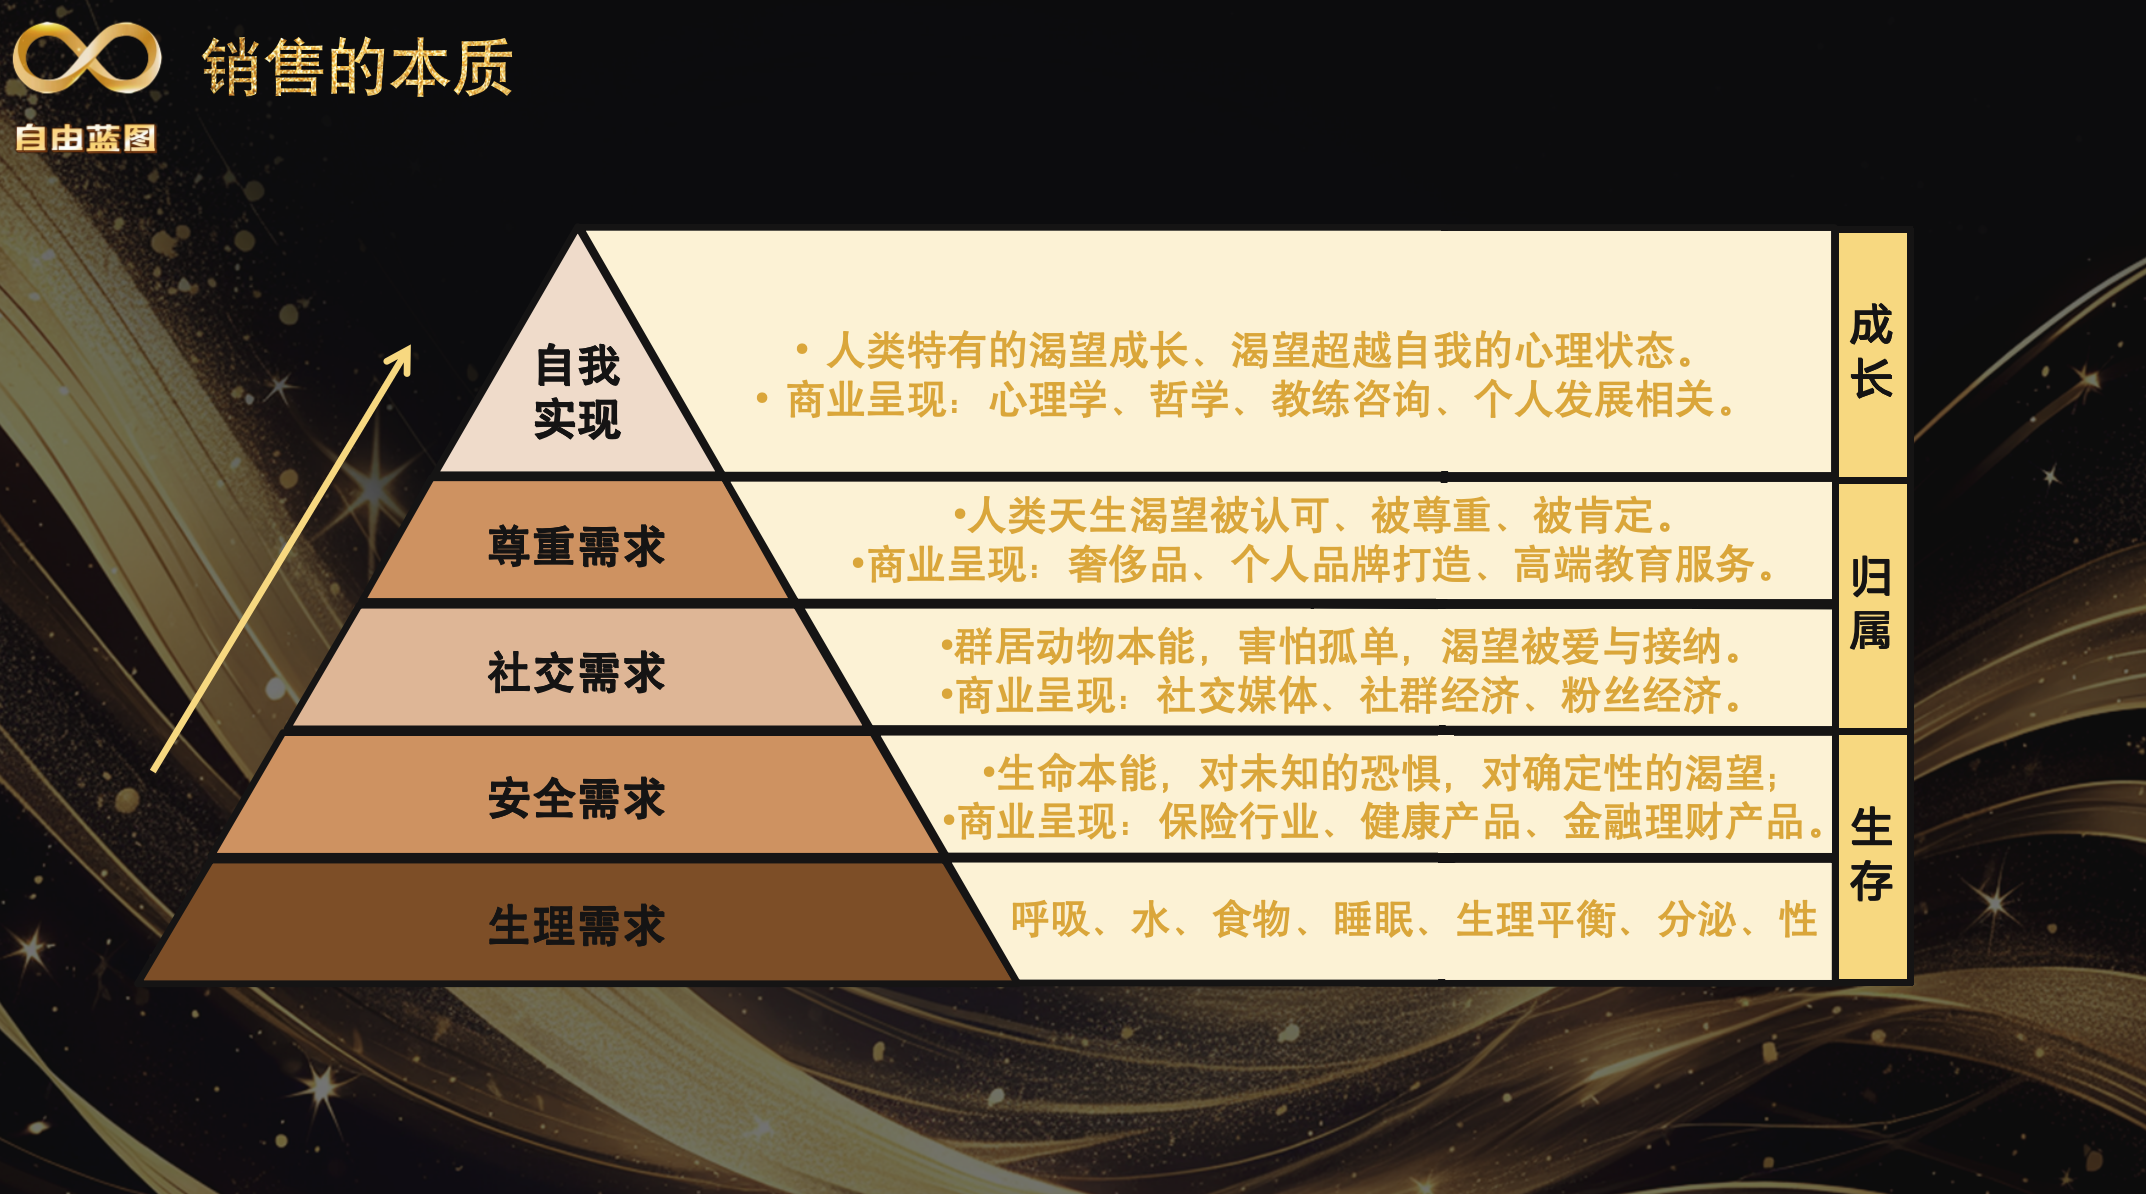 销售的本质
自由蓝图
自我
实现
• 人类特有的渴望成长、渴望超越自我的心理状态。
• 商业呈现：心理学、哲学、教练咨询、个人发展相关。
成
长
尊重需求
•人类天生渴望被认可、被尊重、被肯定。
•商业呈现：奢侈品、个人品牌打造、高端教育服务。
归
属
社交需求
•群居动物本能，害怕孤单，渴望被爱与接纳。
•商业呈现：社交媒体、社群经济、粉丝经济。
安全需求
•生命本能，对未知的恐惧，对确定性的渴望；
•商业呈现：保险行业、健康产品、金融理财产品。
生
存
生理需求
呼吸、水、食物、睡眠、生理平衡、分泌、性